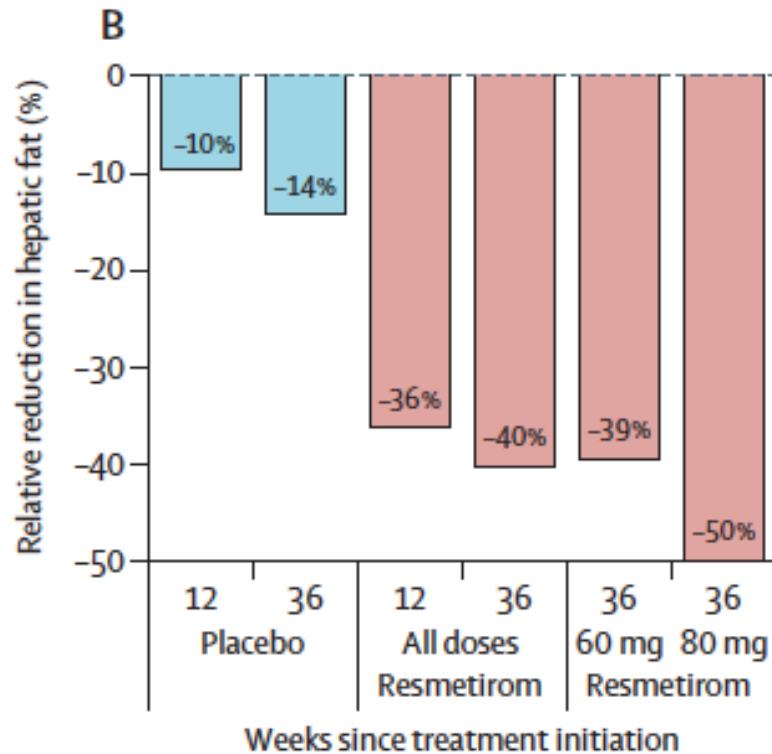 B
Relative reduction in hepatic fat (%)
0
−10
−20
−30
−40
−50
−10%
−14%
−36%
−40%
−39%
−50%
12 36 12 36 36 36
Placebo All doses 60 mg 80 mg
Resmetirom Resmetirom
Weeks since treatment initiation